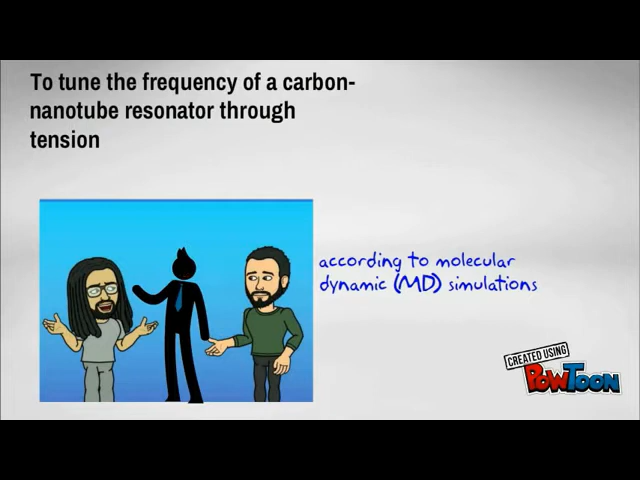 To tune the frequency of a carbon-
nanotube resonator through
tension
according to molecular
dynamic (MD) simulations
CREATED USING
POWTOON